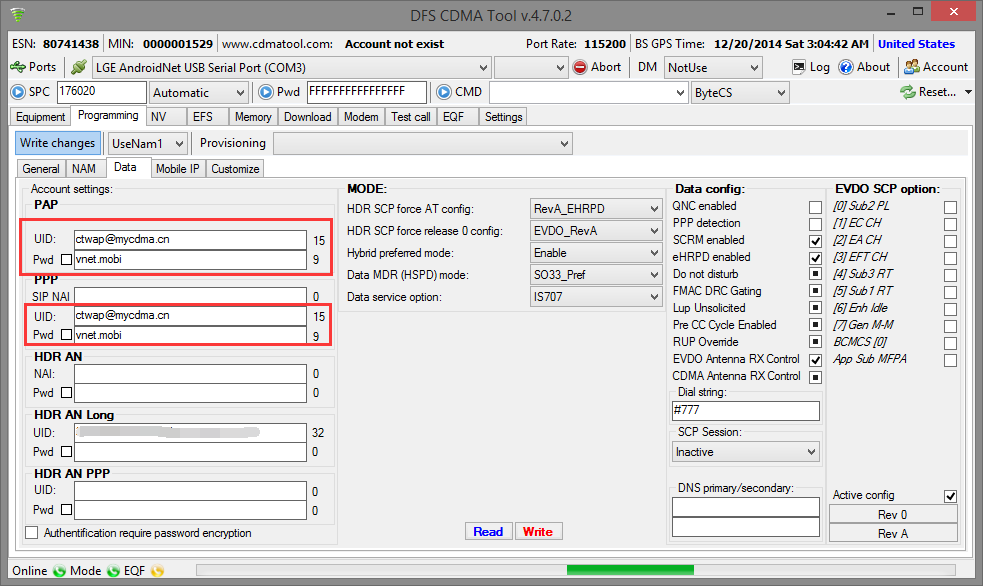 DFS CDMA Tool v.4.7.0.2
ESN: 80741438 MIN: 0000001529 www.cdmatool.com: Account not exist Port Rate: 115200 BS GPS Time: 12/20/2014 Sat 3:04:42 AM United States
Ports LGE AndroidNet USB Serial Port (COM3) Abort DM NotUse Log About Account
SPC 176020 Automatic Pwd FFFFFFFFFFFFFFFF CMD ByteCS Reset...
Equipment Programming NV EFS Memory Download Modem Test call EQF Settings
Write changes UseNam1 Provisioning
General NAM Data Mobile IP Customize
Account settings: MODE: Data config: EVDO SCP option:
PAP
UID: ctwap@mycdma.cn 15
Pwd vnet.mobi 9
PPP
SIP NAI 0
UID: ctwap@mycdma.cn 15
Pwd vnet.mobi 9
HDR AN
NAI: 0
Pwd 0
HDR AN Long
UID: 32
Pwd 0
HDR AN PPP
UID: 0
Pwd 0
Authentification require password encryption
HDR SCP force AT config: RevA_EHRPD
HDR SCP force release 0 config: EVDO_RevA
Hybrid preferred mode: Enable
Data MDR (HSPD) mode: SO33_Pref
Data service option: IS707
Read Write
QNC enabled
PPP detection
SCRM enabled
eHRPD enabled
Do not disturb
FMAC DRC Gating
Lup Unsolicited
Pre CC Cycle Enabled
RUP Override
EVDO Antenna RX Control
CDMA Antenna RX Control
Dial string:
#777
SCP Session:
Inactive
DNS primary/secondary:
[0] Sub2 PL
[1] EC CH
[2] EA CH
[3] EFT CH
[4] Sub3 RT
[5] Sub1 RT
[6] Enh Idle
[7] Gen M-M
BCMCS [0]
App Sub MFPA
Active config
Rev 0
Rev A
Online Mode EQF